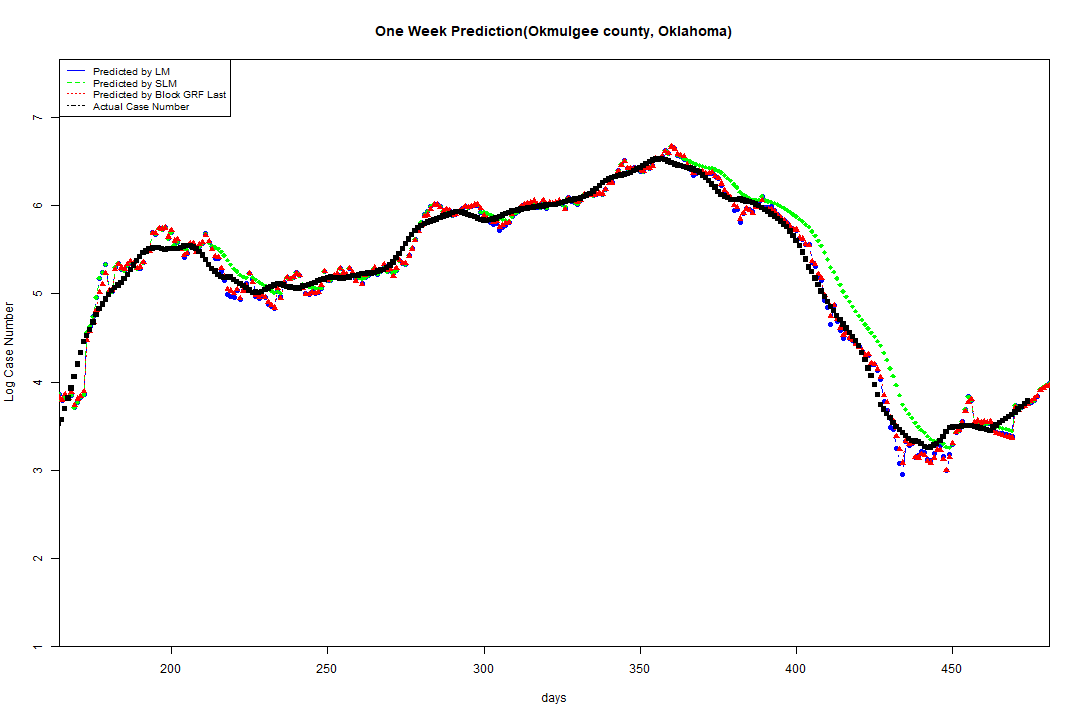 One Week Prediction(Okmulgee county, Oklahoma)
Predicted by LM
Predicted by SLM
Predicted by Block GRF Last
Actual Case Number
7
6
5
4
3
2
1
Log Case Number
200 250 300 350 400 450
days